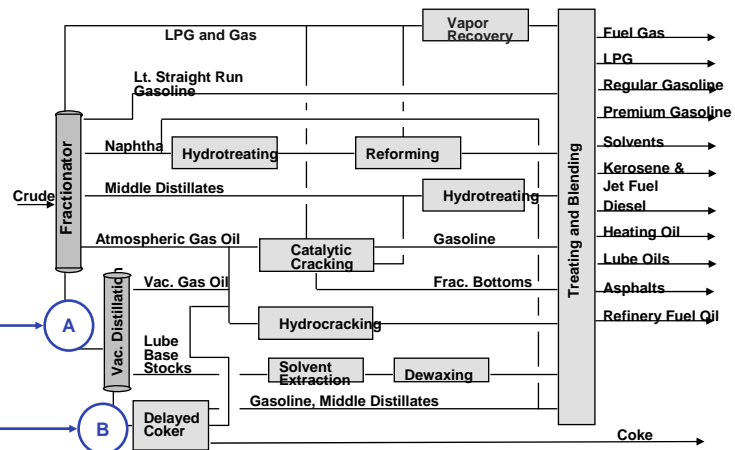 Vapor
Recovery
LPG and Gas
Fuel Gas
LPG
Lt. Straight Run
Gasoline
Regular Gasoline
Premium Gasoline
Naphtha
Hydrotreating
Reforming
Solvents
Kerosene &
Jet Fuel
Crude
Fractionator
Middle Distillates
Hydrotreating
Treating and Blending
Diesel
Atmospheric Gas Oil
Catalytic
Cracking
Gasoline
Heating Oil
Lube Oils
Vac. Distillatic
Vac. Gas Oil
Frac. Bottoms
Asphalts
A
Hydrocracking
Refinery Fuel Oil
Lube
Base
Stocks
Solvent
Extraction
Dewaxing
B
Delayed
Coker
Gasoline, Middle Distillates
Coke